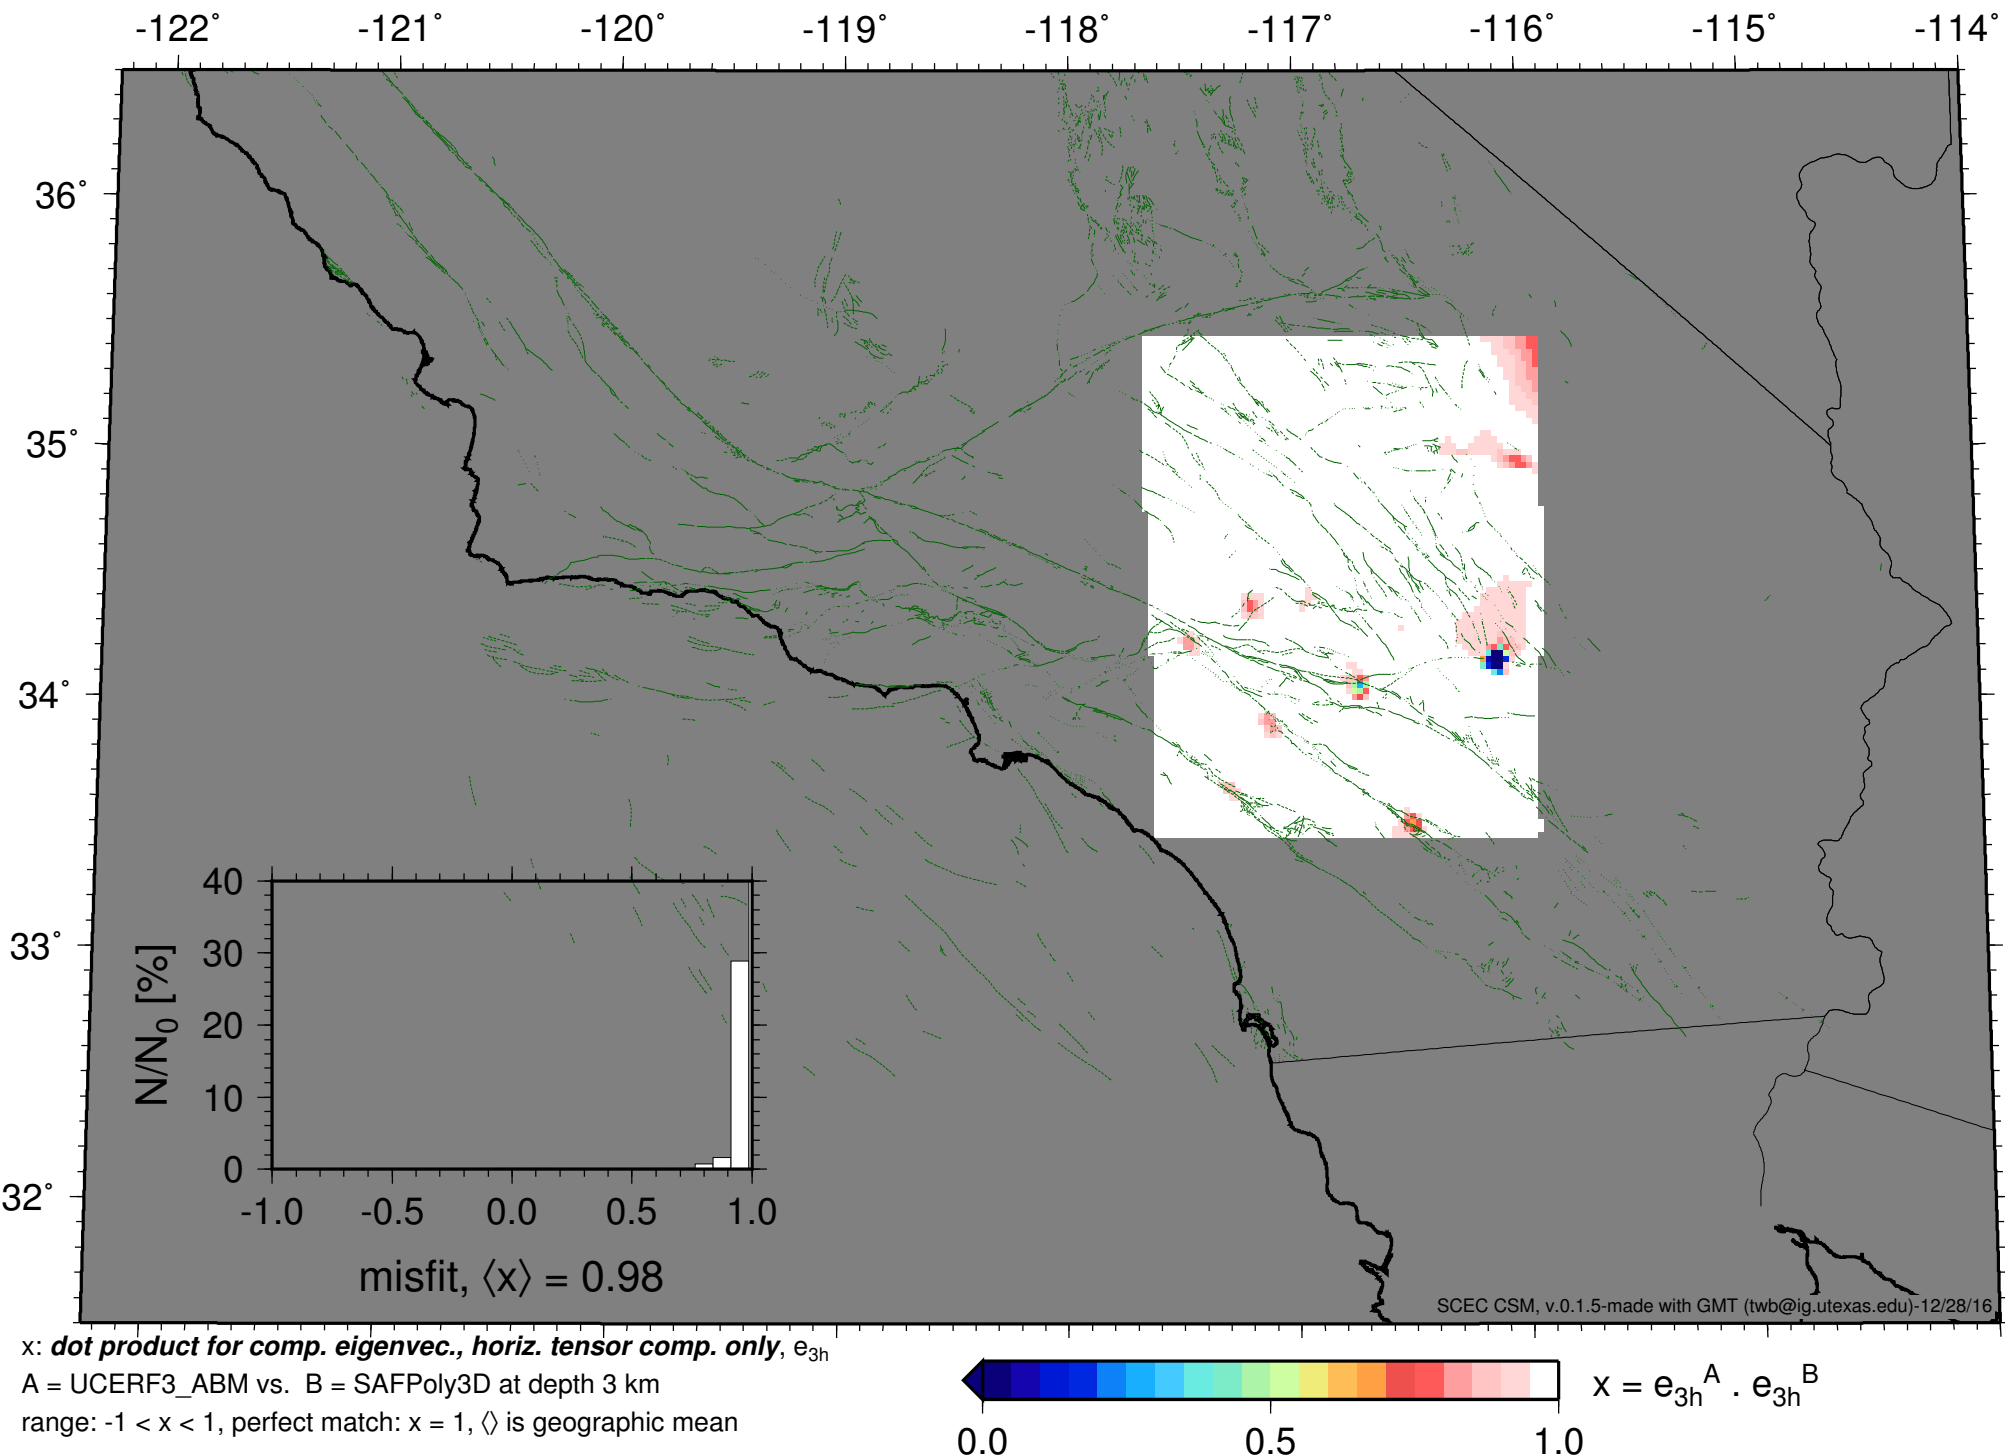 -122˚ -121˚ -120˚ -119˚ -118˚ -117˚ -116˚ -115˚ -114˚
36˚
35˚
34˚
33˚
32˚
40
30
20
10
0
N/N0 [%]
-1.0 -0.5 0.0 0.5 1.0
misfit, ⟨x⟩ = 0.98
SCEC CSM, v.0.1.5-made with GMT (twb@ig.utexas.edu)-12/28/16
x: dot product for comp. eigenvec., horiz. tensor comp. only, e3h
A = UCERF3_ABM vs. B = SAFPoly3D at depth 3 km
range: -1 < x < 1, perfect match: x = 1, ⟨⟩ is geographic mean
x = e3hA . e3hB
0.0 0.5 1.0